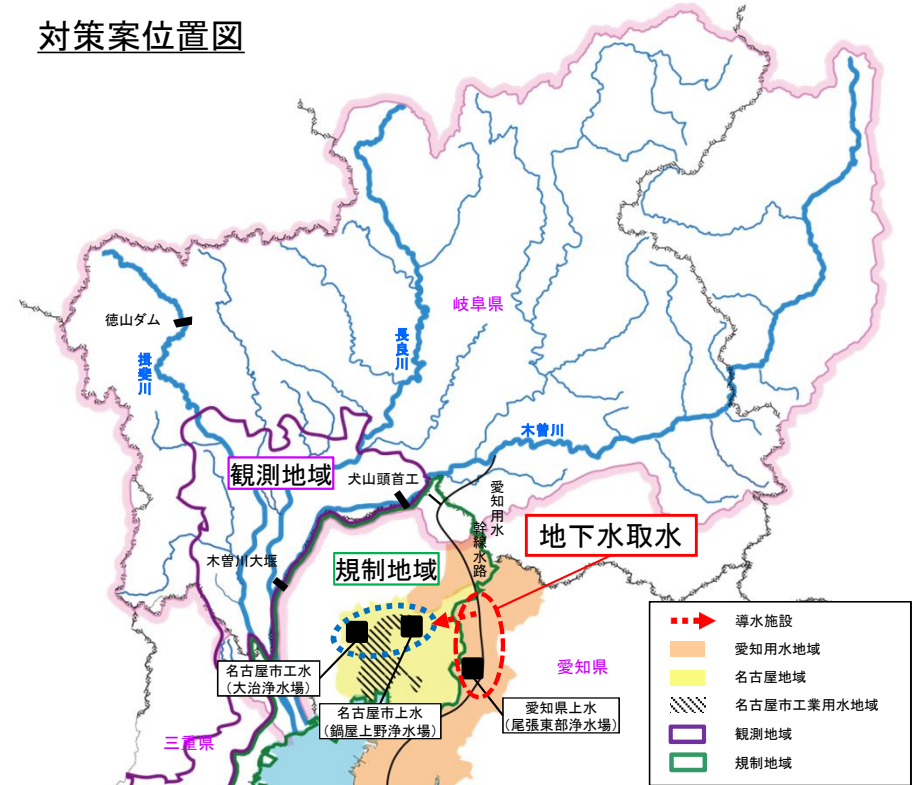 対策案位置図
岐阜県
徳山ダム
揖斐川
長良川
木曽川
観測地域
犬山頭首工
愛知用水
幹線水路
地下水取水
木曽川大堰
規制地域
名古屋市工水
（大治浄水場）
名古屋市上水
（鍋屋上野浄水場）
愛知県上水
（尾張東部浄水場）
愛知県
三重県
導水施設
愛知用水地域
名古屋地域
名古屋市工業用水地域
観測地域
規制地域